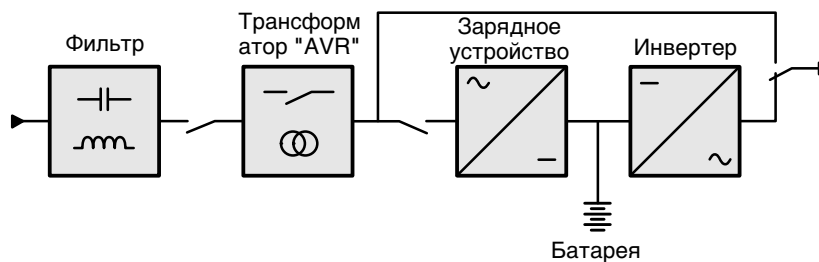 Фильтр
Трансформ
атор "AVR"
Зарядное
устройство
Инвертер
Батарея